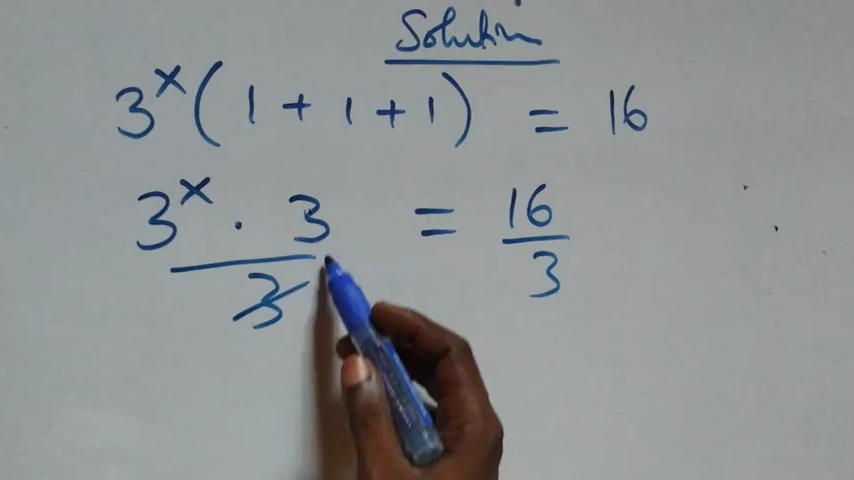 Solution
3^x ( 1 + 1 + 1 ) = 16
3^x · 3 / 3 = 16 / 3